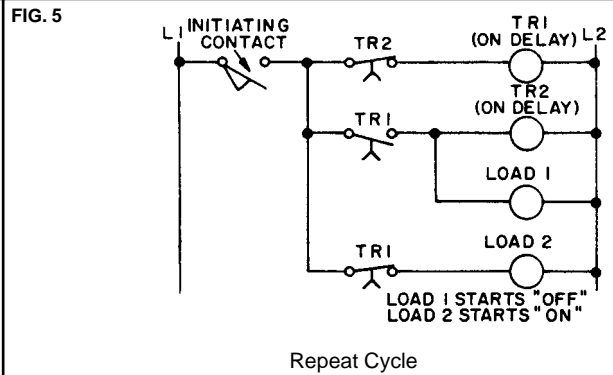 FIG. 5
L1
INITIATING
CONTACT
TR2
TR1
(ON DELAY)
L2
TR1
TR2
(ON DELAY)
LOAD 1
TR1
LOAD 2
LOAD 1 STARTS "OFF"
LOAD 2 STARTS "ON"
Repeat Cycle